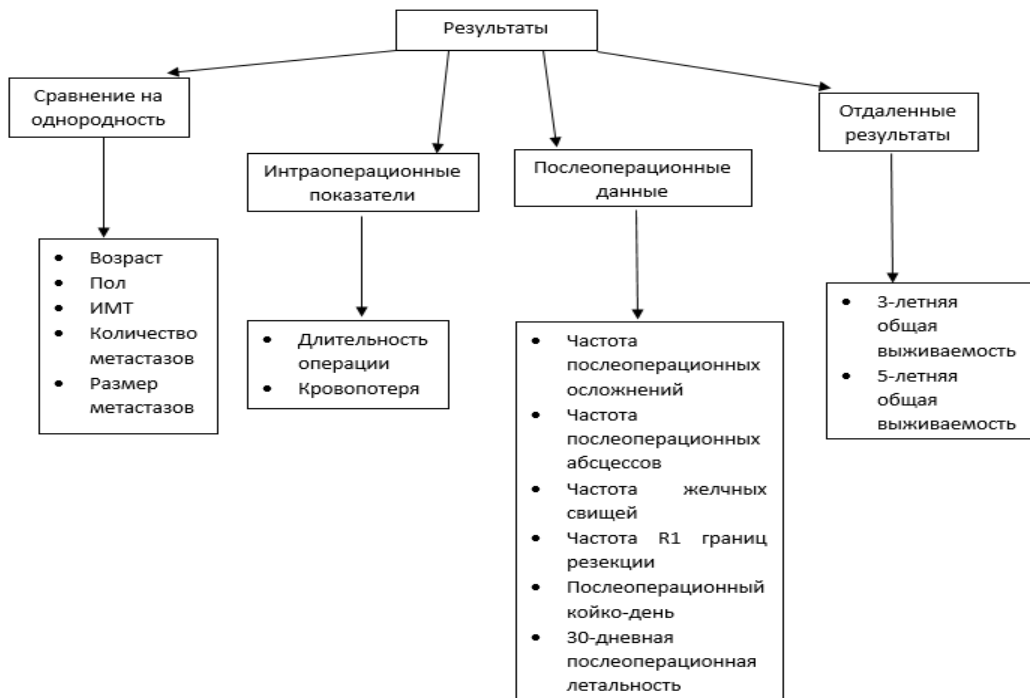 Результаты
Сравнение на
однородность
Отдаленные
результаты
Интраоперационные
показатели
Послеоперационные
данные
• Возраст
• Пол
• ИМТ
• Количество
метастазов
• Размер
метастазов
• Длительность
операции
• Кровопотеря
• Частота
послеоперационных
осложнений
• Частота
послеоперационных
абсцессов
• Частота желчных
свищей
• Частота R1 границ
резекции
• Послеоперационный
койко-день
• 30-дневная
послеоперационная
летальность
• 3-летняя
общая
выживаемость
• 5-летняя
общая
выживаемость